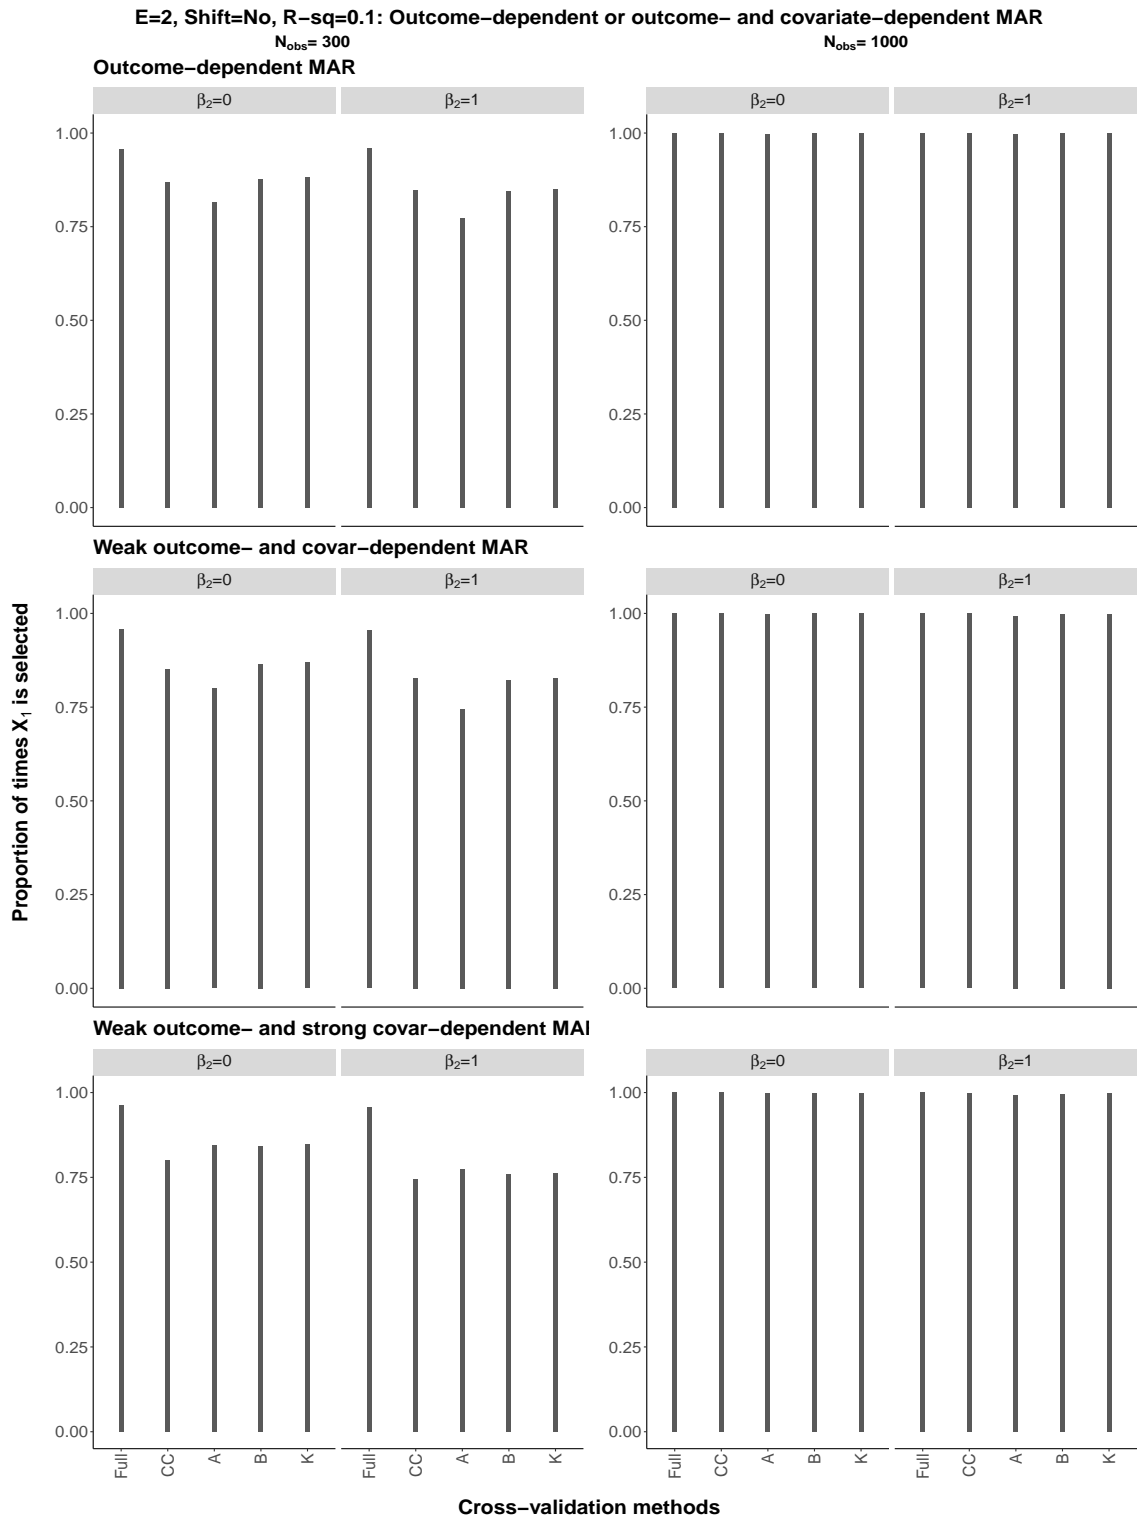 E=2, Shift=No, R−sq=0.1: Outcome−dependent or outcome− and covariate−dependent MAR
Nobs= 300 Nobs= 1000
Outcome−dependent MAR
β2=0 β2=1 β2=0 β2=1
1.00 1.00
0.75 0.75
0.50 0.50
0.25 0.25
0.00 0.00
Weak outcome− and covar−dependent MAR
β2=0 β2=1 β2=0 β2=1
1.00 1.00
0.75 0.75
0.50 0.50
0.25 0.25
0.00 0.00
Proportion of times X1 is selected
Weak outcome− and strong covar−dependent MAI
β2=0 β2=1 β2=0 β2=1
1.00 1.00
0.75 0.75
0.50 0.50
0.25 0.25
0.00 0.00
Full CC A B K Full CC A B K Full CC A B K Full CC A B K
Cross−validation methods